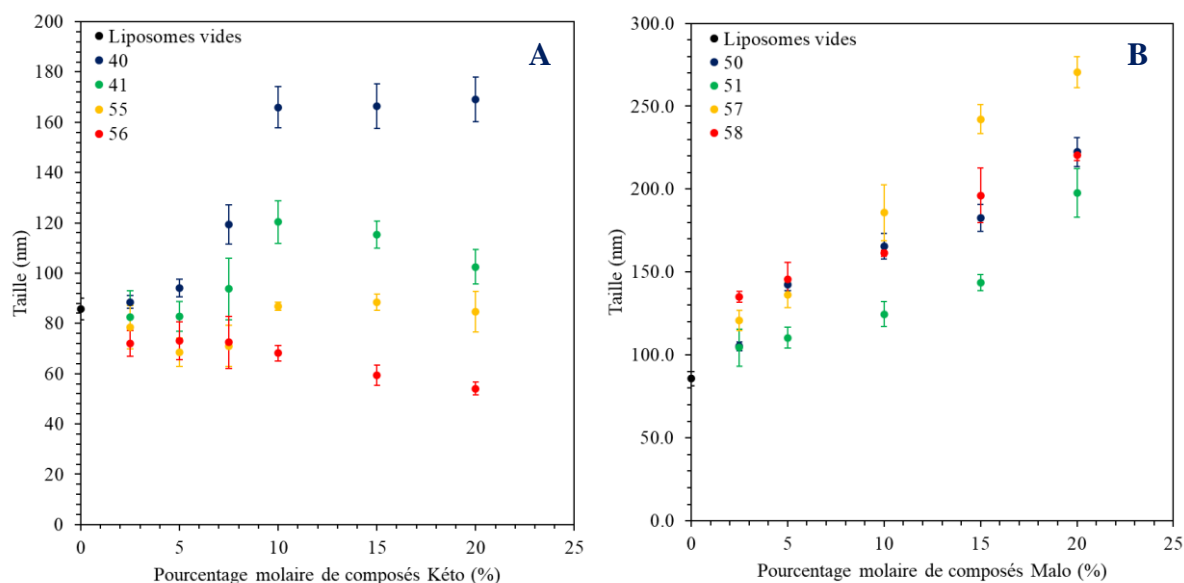 A
Taille (nm)
200
180
160
140
120
100
80
60
40
20
0
Liposomes vides
40
41
55
56
0 5 10 15 20 25
Pourcentage molaire de composés Kéto (%)
B
Taille (nm)
300.0
250.0
200.0
150.0
100.0
50.0
0.0
Liposomes vides
50
51
57
58
0 5 10 15 20 25
Pourcentage molaire de composés Malo (%)